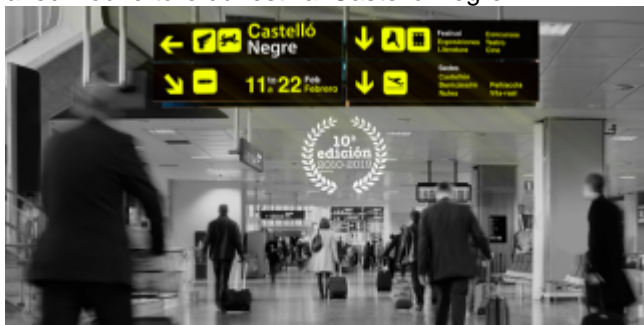 Castelló
Negre
11 al 22 Feb
Febrero
Festival
Exposiciones
Literatura
Concursos
Teatro
Cine
Sedes
Castellón
Benicàssim
Nules
Peñíscola
Vila-real
10ª
edición
2010-2019